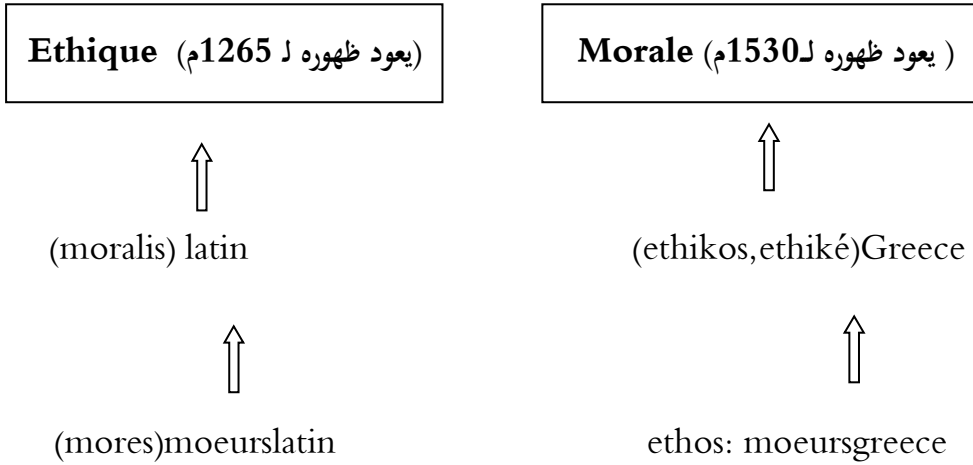 Ethique (يعود ظهوره لـ 1265م)
Morale (يعود ظهوره لـ1530م )
(moralis) latin
(ethikos,ethiké)Greece
(mores)moeurslatin
ethos: moeursgreece